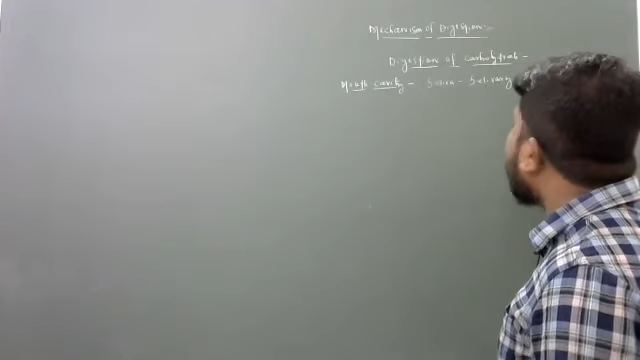 Mechanism of Digestion:-
Digestion of carbohydrate -
Mouth cavity - Saliva - Salivary